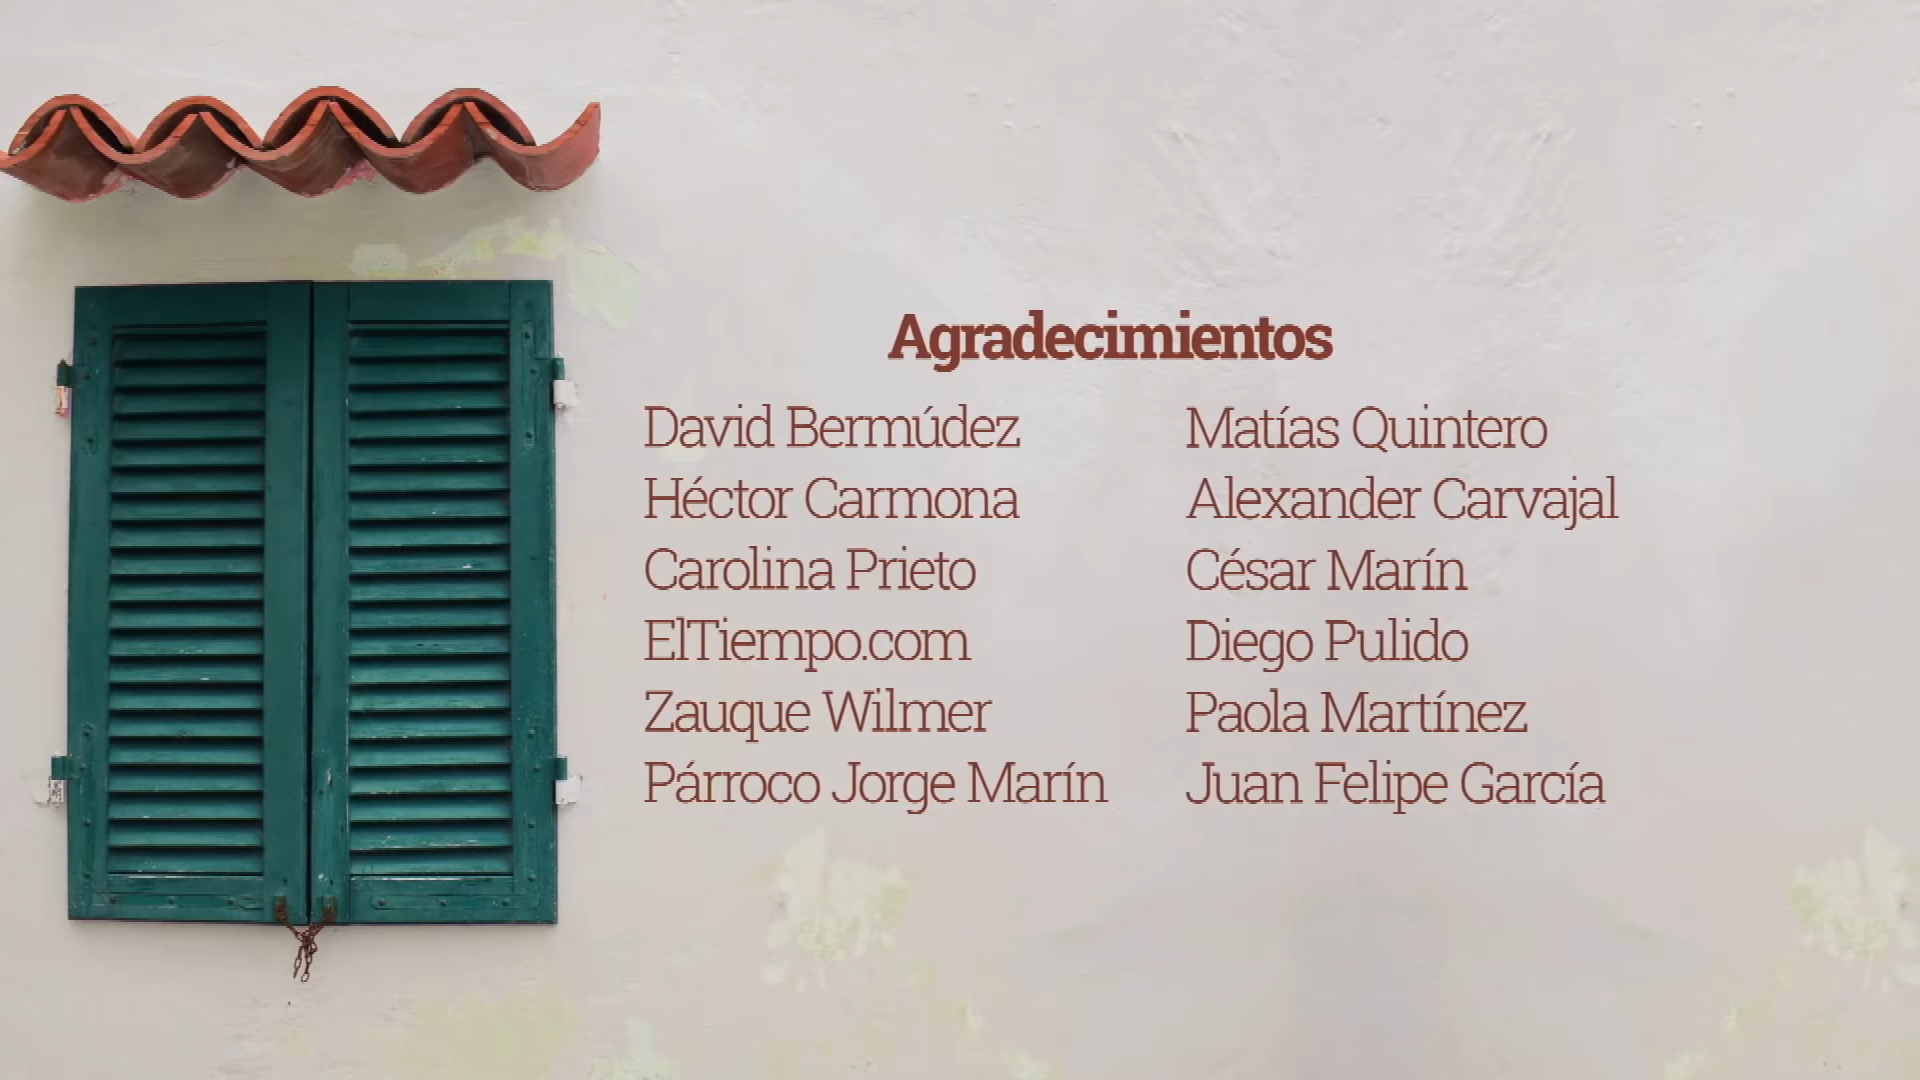 Agradecimientos
David Bermúdez
Héctor Carmona
Carolina Prieto
ElTiempo.com
Zauque Wilmer
Párroco Jorge Marín
Matías Quintero
Alexander Carvajal
César Marín
Diego Pulido
Paola Martínez
Juan Felipe García